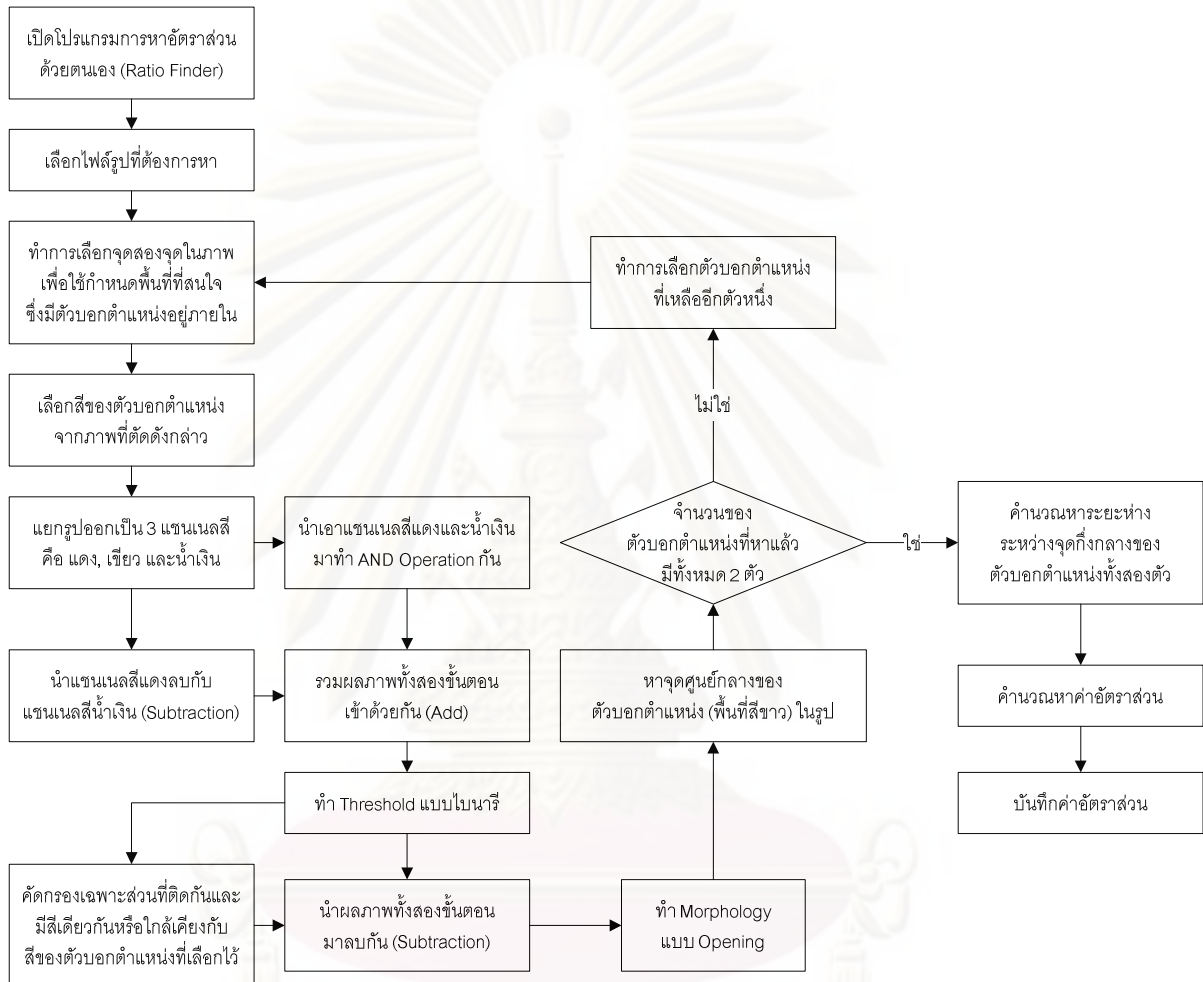 เปิดโปรแกรมการหาอัตราส่วน
ด้วยตนเอง (Ratio Finder)
เลือกไฟล์รูปที่ต้องการหา
ทำการเลือกจุดสองจุดในภาพ
เพื่อใช้กำหนดพื้นที่ที่สนใจ
ซึ่งมีตัวบอกตำแหน่งอยู่ภายใน
ทำการเลือกตัวบอกตำแหน่ง
ที่เหลืออีกตัวหนึ่ง
เลือกสีของตัวบอกตำแหน่ง
จากภาพที่ตัดดังกล่าว
ไม่ใช่
แยกรูปออกเป็น 3 แชนเนลสี
คือ แดง, เขียว และน้ำเงิน
นำเอาแชนเนลสีแดงและน้ำเงิน
มาทำ AND Operation กัน
จำนวนของ
ตัวบอกตำแหน่งที่หาแล้ว
มีทั้งหมด 2 ตัว
ใช่
คำนวณหาระยะห่าง
ระหว่างจุดกึ่งกลางของ
ตัวบอกตำแหน่งทั้งสองตัว
นำแชนเนลสีแดงลบกับ
แชนเนลสีน้ำเงิน (Subtraction)
รวมผลภาพทั้งสองขั้นตอน
เข้าด้วยกัน (Add)
หาจุดศูนย์กลางของ
ตัวบอกตำแหน่ง (พื้นที่สีขาว) ในรูป
คำนวณหาค่าอัตราส่วน
ทำ Threshold แบบไบนารี
บันทึกค่าอัตราส่วน
คัดกรองเฉพาะส่วนที่ติดกันและ
มีสีเดียวกันหรือใกล้เคียงกับ
สีของตัวบอกตำแหน่งที่เลือกไว้
นำผลภาพทั้งสองขั้นตอน
มาลบกัน (Subtraction)
ทำ Morphology
แบบ Opening